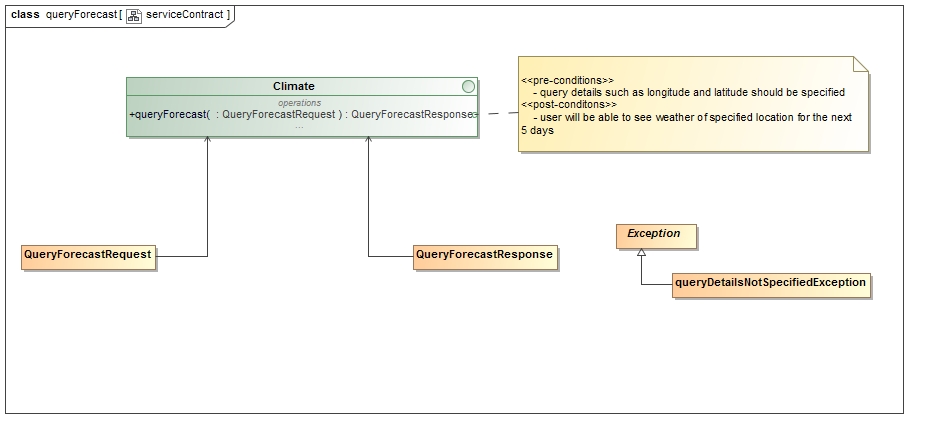 class queryForecast[ serviceContract ]
Climate
operations
+queryForecast( : QueryForecastRequest ) : QueryForecastResponse
...
<<pre-conditions>>
- query details such as longitude and latitude should be specified
<<post-conditons>>
- user will be able to see weather of specified location for the next
5 days
QueryForecastRequest
QueryForecastResponse
Exception
queryDetailsNotSpecifiedException